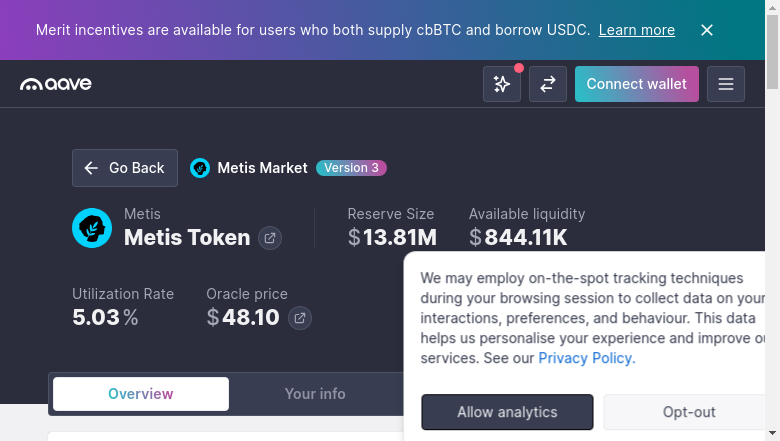 Merit incentives are available for users who both supply cbBTC and borrow USDC. Learn more
aave
Connect wallet
Go Back
Metis Market
Version 3
Metis
Metis Token
Reserve Size
$13.81M
Available liquidity
$844.11K
Utilization Rate
5.03%
Oracle price
$48.10
We may employ on-the-spot tracking techniques
during your browsing session to collect data on your
interactions, preferences, and behaviour. This data
helps us personalise your experience and improve ou
services. See our Privacy Policy.
Allow analytics
Opt-out
Overview
Your info